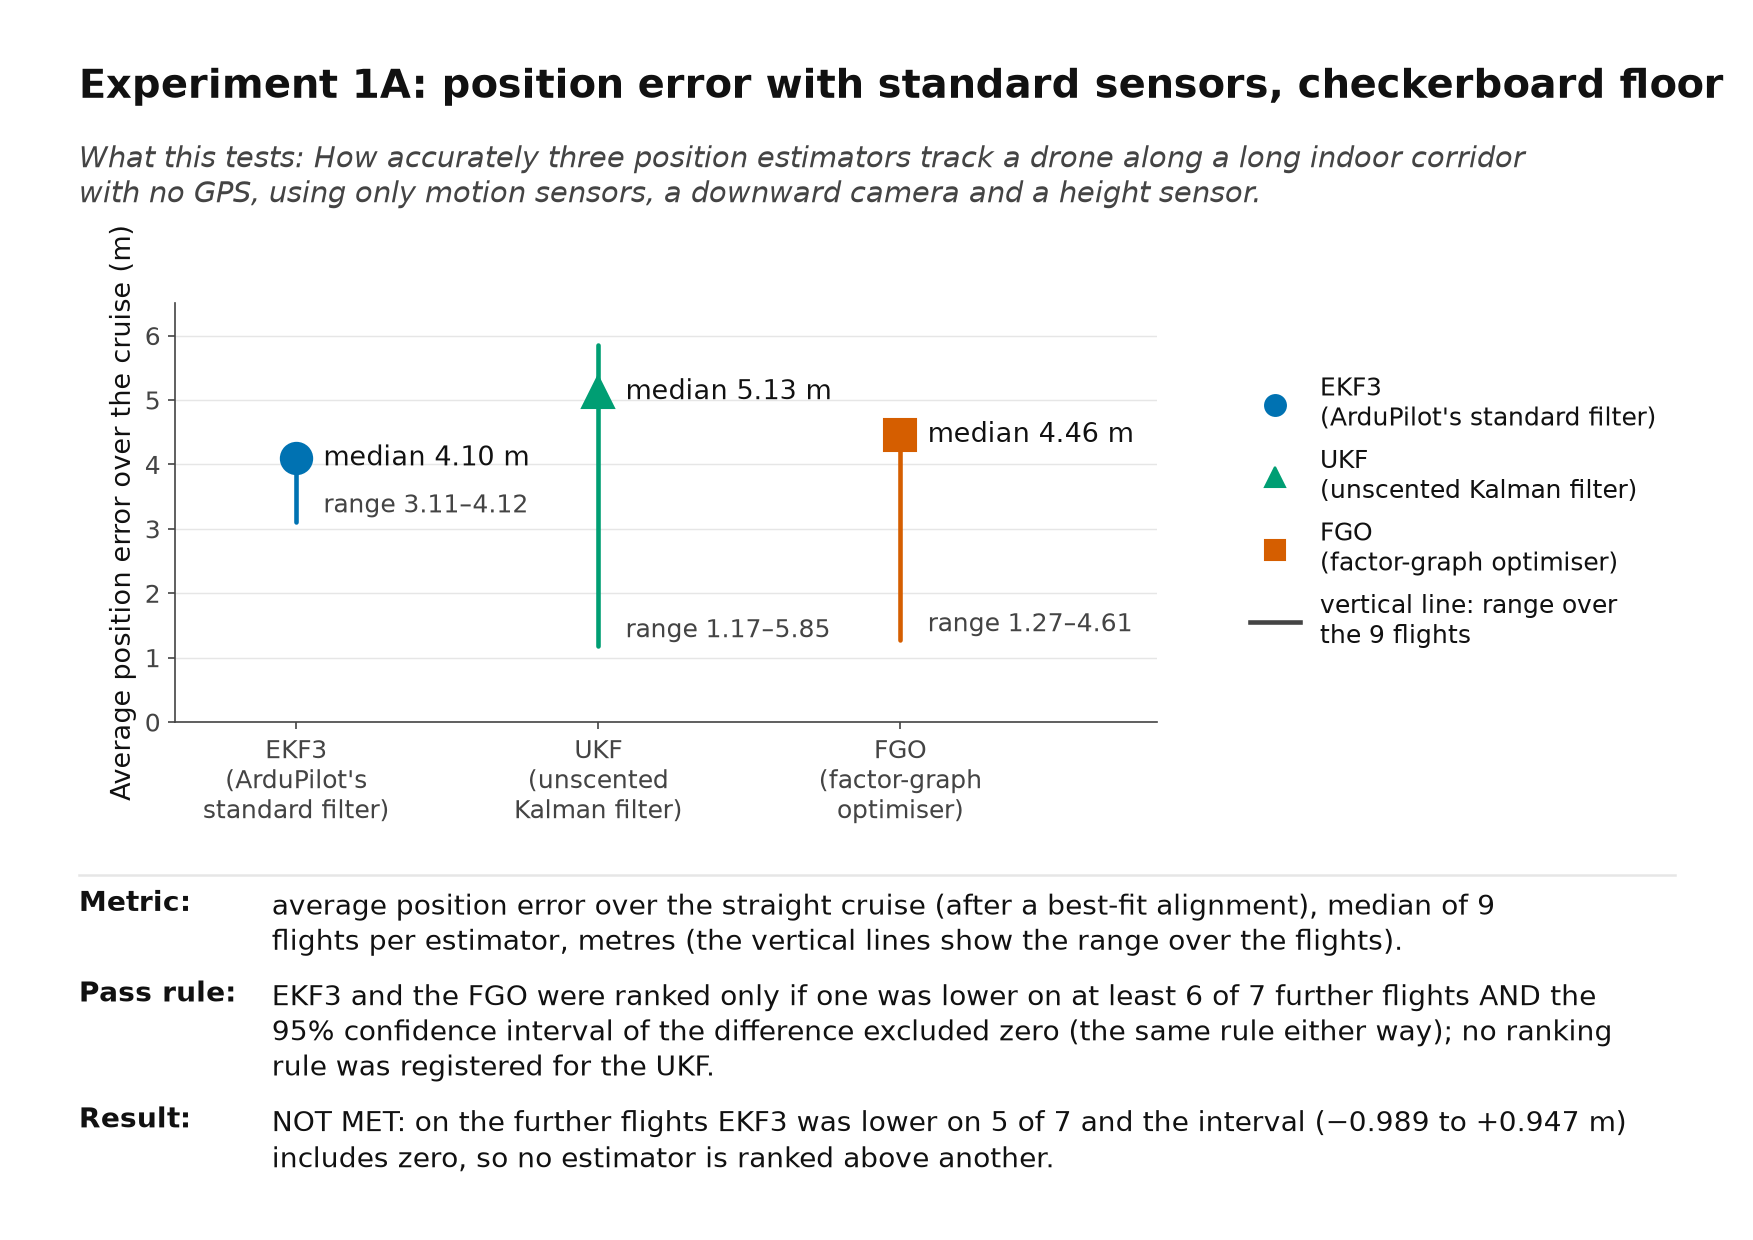 Experiment 1A: position error with standard sensors, checkerboard floor
What this tests: How accurately three position estimators track a drone along a long indoor corridor
with no GPS, using only motion sensors, a downward camera and a height sensor.
Average position error over the cruise (m)
6
5
4
3
2
1
0
median 4.10 m
range 3.11–4.12
median 5.13 m
range 1.17–5.85
median 4.46 m
range 1.27–4.61
EKF3
(ArduPilot's
standard filter)
UKF
(unscented
Kalman filter)
FGO
(factor-graph
optimiser)
EKF3
(ArduPilot's standard filter)
UKF
(unscented Kalman filter)
FGO
(factor-graph optimiser)
vertical line: range over
the 9 flights
Metric: average position error over the straight cruise (after a best-fit alignment), median of 9
flights per estimator, metres (the vertical lines show the range over the flights).
Pass rule: EKF3 and the FGO were ranked only if one was lower on at least 6 of 7 further flights AND the
95% confidence interval of the difference excluded zero (the same rule either way); no ranking
rule was registered for the UKF.
Result: NOT MET: on the further flights EKF3 was lower on 5 of 7 and the interval (−0.989 to +0.947 m)
includes zero, so no estimator is ranked above another.